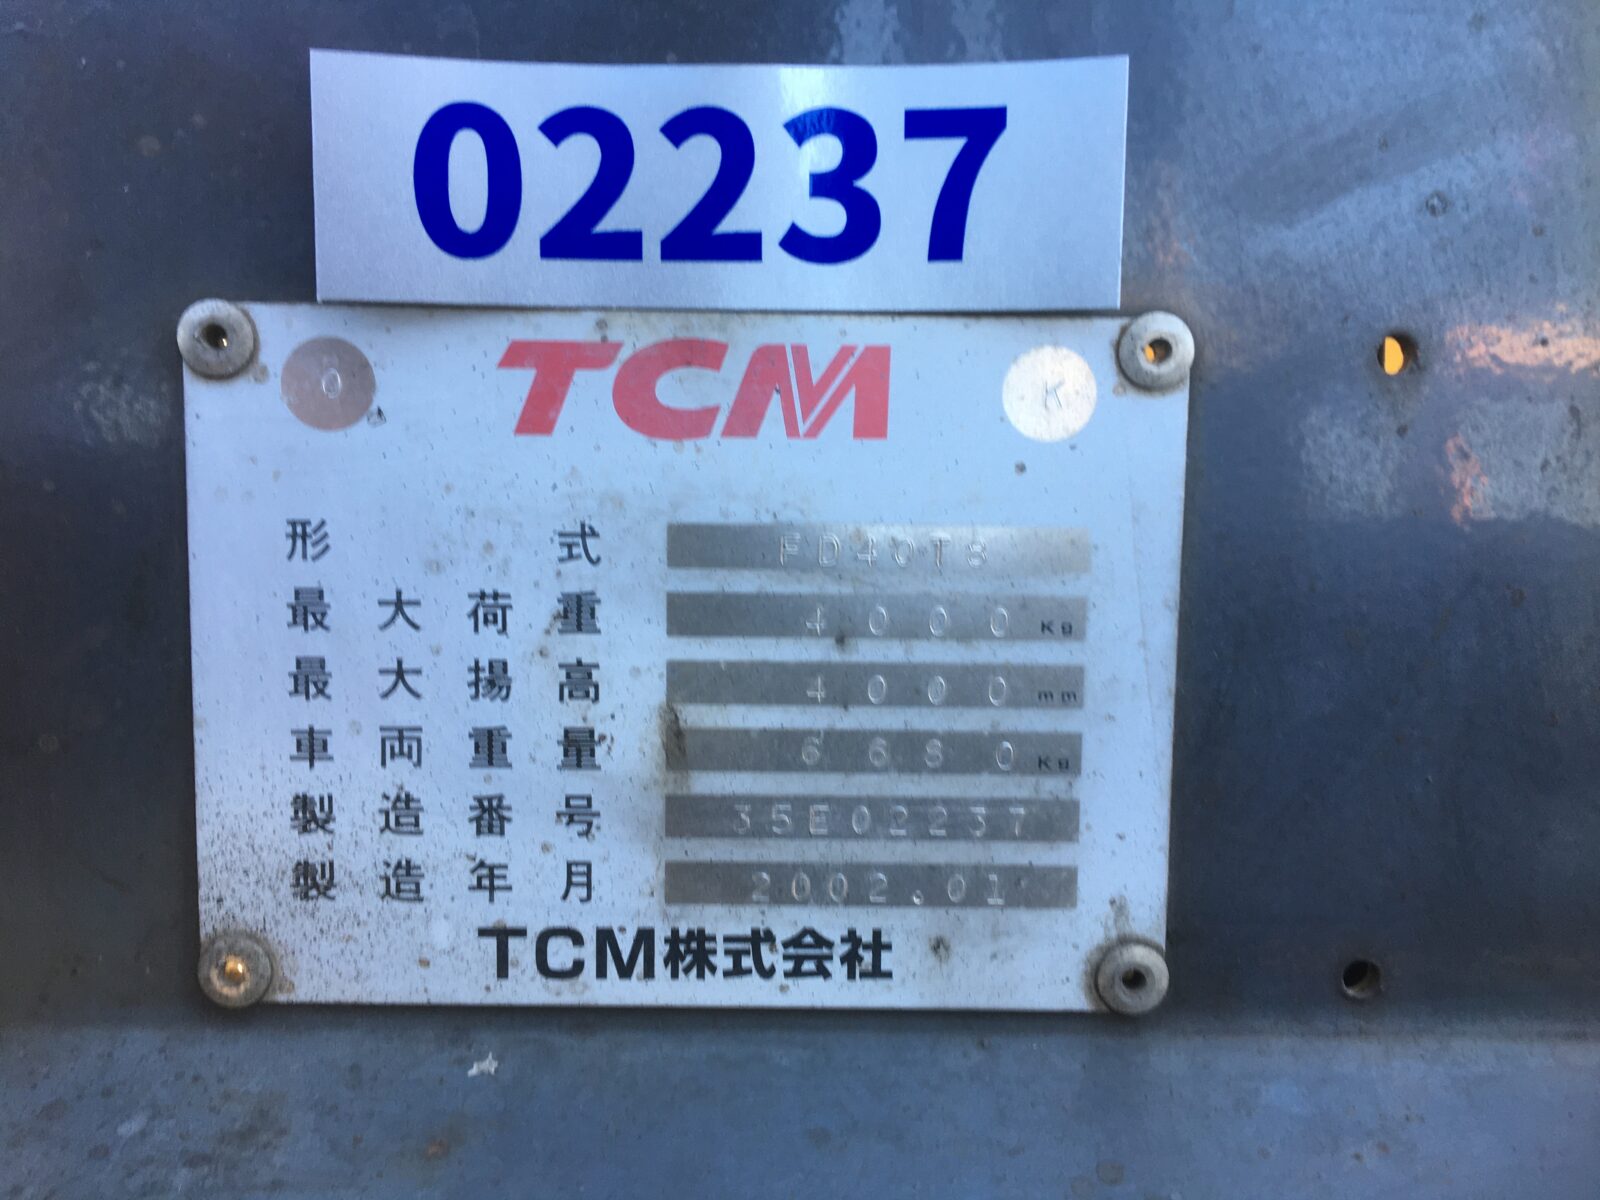 02237
O TCM K
形式 FD40T8
最大荷重 4000 Kg
最大揚高 4000 mm
車両重量 6680 Kg
製造番号 35E02237
製造年月 2002.01
TCM株式会社